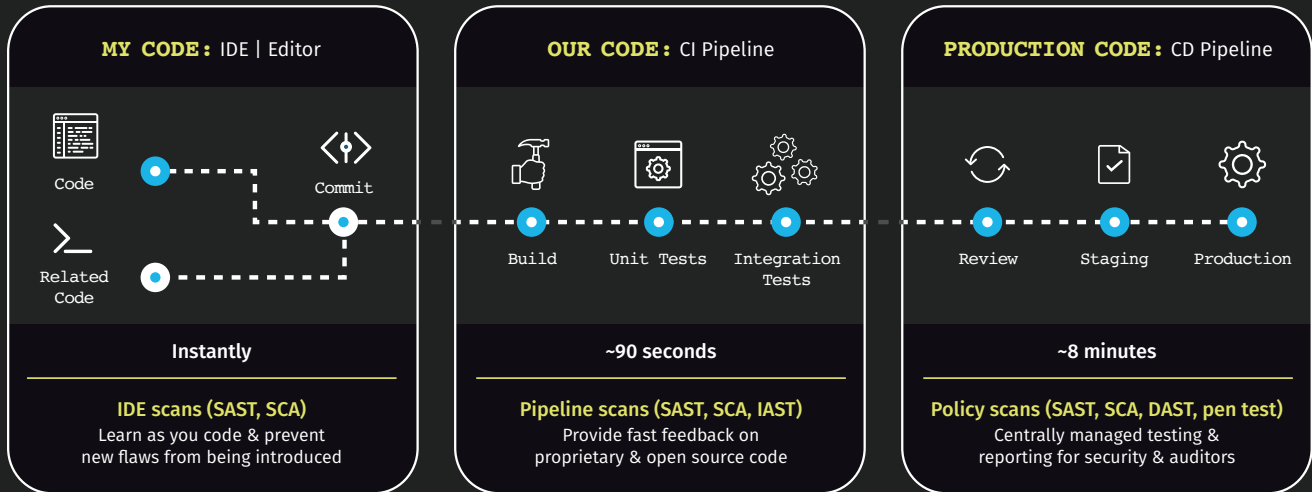 MY CODE: IDE | Editor
Code
Commit
Related
Code
Instantly
IDE scans (SAST, SCA)
Learn as you code & prevent
new flaws from being introduced
OUR CODE: CI Pipeline
Build
Unit Tests
Integration
Tests
~90 seconds
Pipeline scans (SAST, SCA, IAST)
Provide fast feedback on
proprietary & open source code
PRODUCTION CODE: CD Pipeline
Review
Staging
Production
~8 minutes
Policy scans (SAST, SCA, DAST, pen test)
Centrally managed testing &
reporting for security & auditors